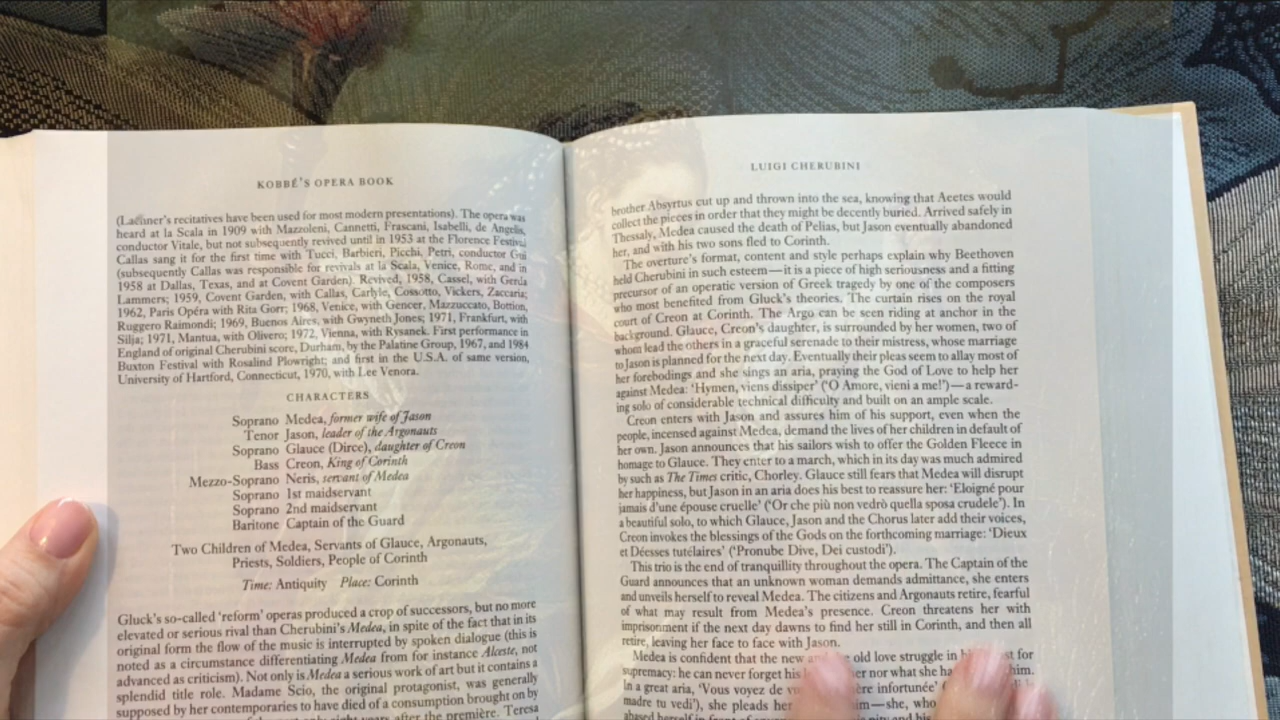 KOBBÉ'S OPERA BOOK
(Lachner's recitatives have been used for most modern presentations). The opera was
heard at la Scala in 1909 with Mazzoleni, Cannetti, Frascani, Isabelli, de Angelis,
conductor Vitale, but not subsequently revived until in 1953 at the Florence Festival
Callas sang it for the first time with Tucci, Barbieri, Picchi, Petri, conductor Gui
(subsequently Callas was responsible for revivals at la Scala, Venice, Rome, and in
1958 at Dallas, Texas, and at Covent Garden). Revived, 1958, Cassel, with Gerda
Lammers; 1959, Covent Garden, with Callas, Carlyle, Cossotto, Vickers, Zaccaria;
1962, Paris Opéra with Rita Gorr; 1968, Venice, with Gencer, Mazzucato, Bottion,
Ruggero Raimondi; 1969, Buenos Aires, with Gwyneth Jones; 1971, Frankfurt, with
Silja; 1971, Mantua, with Olivero; 1972, Vienna, with Rysanek. First performance in
England of original Cherubini score, Durham, by the Palatine Group, 1967, and 1984
Buxton Festival with Rosalind Plowright; and first in the U.S.A. of same version,
University of Hartford, Connecticut, 1970, with Lee Venora.
CHARACTERS
Soprano Medea, former wife of Jason
Tenor Jason, leader of the Argonauts
Soprano Glauce (Dirce), daughter of Creon
Bass Creon, King of Corinth
Mezzo-Soprano Neris, servant of Medea
Soprano 1st maidservant
Soprano 2nd maidservant
Baritone Captain of the Guard
Two Children of Medea, Servants of Glauce, Argonauts,
Priests, Soldiers, People of Corinth
Time: Antiquity Place: Corinth
Gluck's so-called 'reform' operas produced a crop of successors, but no more
elevated or serious rival than Cherubini's Medea, in spite of the fact that in its
original form the flow of the music is interrupted by spoken dialogue (this is
noted as a circumstance differentiating Medea from for instance Alceste, not
advanced as criticism). Not only is Medea a serious work of art but it contains a
splendid title role. Madame Scio, the original protagonist, was generally
supposed by her contemporaries to have died of a consumption brought on by
only eight years after the première. Teresa
LUIGI CHERUBINI
brother Absyrtus cut up and thrown into the sea, knowing that Aeetes would
collect the pieces in order that they might be decently buried. Arrived safely in
Thessaly, Medea caused the death of Pelias, but Jason eventually abandoned
her, and with his two sons fled to Corinth.
The overture's format, content and style perhaps explain why Beethoven
held Cherubini in such esteem—it is a piece of high seriousness and a fitting
precursor of an operatic version of Greek tragedy by one of the composers
who most benefited from Gluck's theories. The curtain rises on the royal
court of Creon at Corinth. The Argo can be seen riding at anchor in the
background. Glauce, Creon's daughter, is surrounded by her women, two of
whom lead the others in a graceful serenade to their mistress, whose marriage
to Jason is planned for the next day. Eventually their pleas seem to allay most of
her forebodings and she sings an aria, praying the God of Love to help her
against Medea: 'Hymen, viens dissiper' ('O Amore, vieni a me!')—a reward-
ing solo of considerable technical difficulty and built on an ample scale.
Creon enters with Jason and assures him of his support, even when the
people, incensed against Medea, demand the lives of her children in default of
her own. Jason announces that his sailors wish to offer the Golden Fleece in
homage to Glauce. They enter to a march, which in its day was much admired
by such as The Times critic, Chorley. Glauce still fears that Medea will disrupt
her happiness, but Jason in an aria does his best to reassure her: 'Eloigné pour
jamais d'une épouse cruelle' ('Or che più non vedrò quella sposa crudele'). In
a beautiful solo, to which Glauce, Jason and the Chorus later add their voices,
Creon invokes the blessings of the Gods on the forthcoming marriage: 'Dieux
et Déesses tutélaires' ('Pronube Dive, Dei custodi').
This trio is the end of tranquillity throughout the opera. The Captain of the
Guard announces that an unknown woman demands admittance, she enters
and unveils herself to reveal Medea. The citizens and Argonauts retire, fearful
of what may result from Medea's presence. Creon threatens her with
imprisonment if the next day dawns to find her still in Corinth, and then all
retire, leaving her face to face with Jason.
Medea is confident that the new and the old love struggle in for
supremacy: he can never forget his her nor what she ha him.
In a great aria, 'Vous voyez de infortunée'
madre tu vedi'), she pleads her —she, who